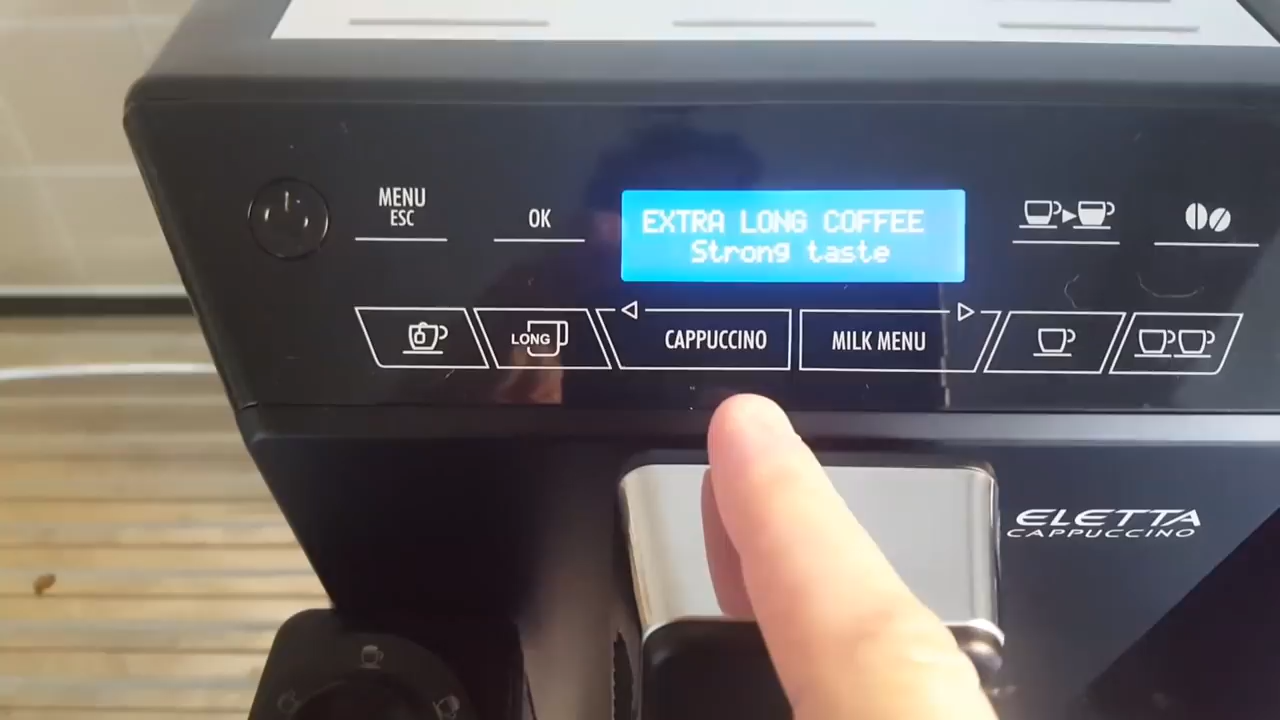 MENU
ESC
OK
EXTRA LONG COFFEE
Strong taste
LONG
CAPPUCCINO
MILK MENU
ELETTA
CAPPUCCINO